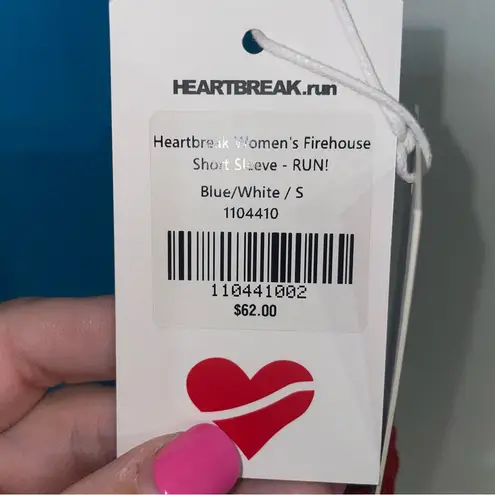 HEARTBREAK.run
Heartbreak Women's Firehouse
Short Sleeve - RUN!
Blue/White / S
1104410
110441002
$62.00